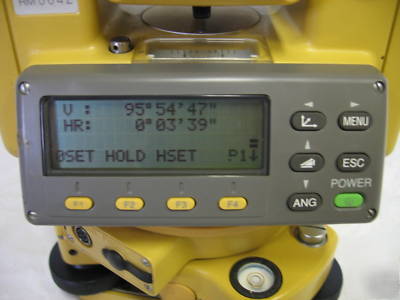 HM0042
V : 95°54'47"
HR: 0°03'39"
0SET HOLD HSET P1↓
F1 F2 F3 F4
MENU
ESC
POWER
ANG